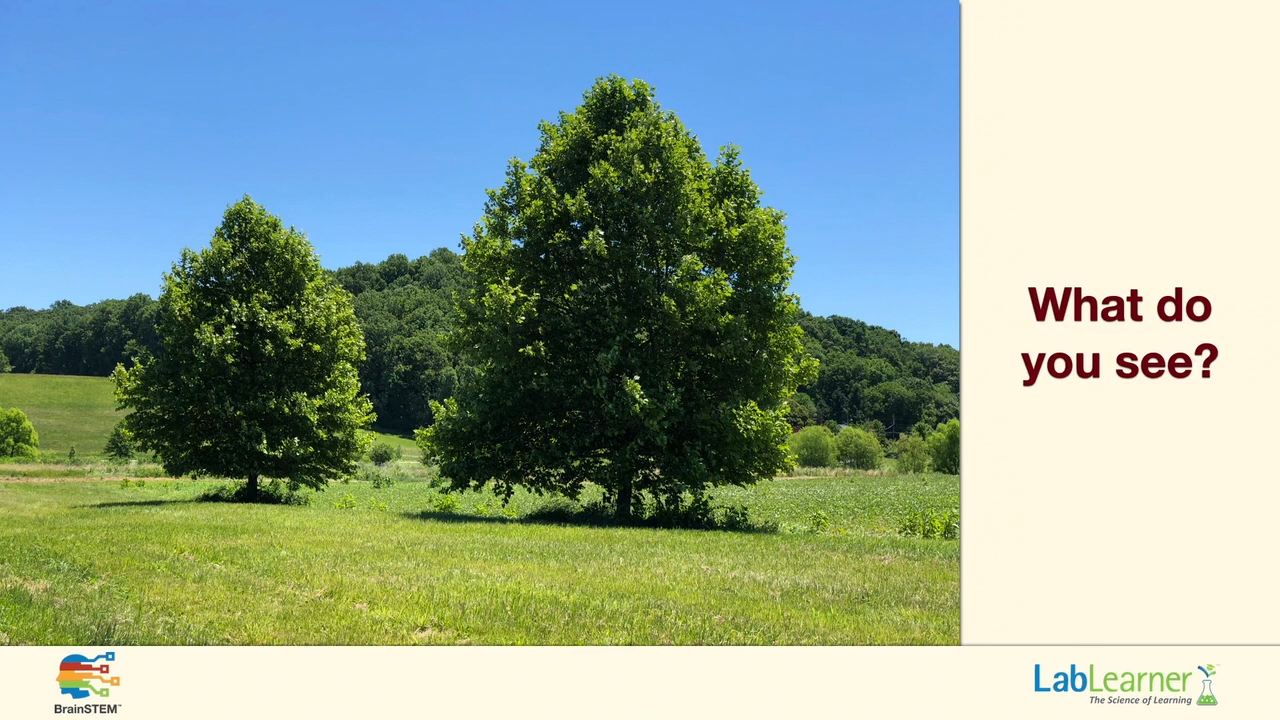 What do
you see?
BrainSTEM™
LabLearner
The Science of Learning